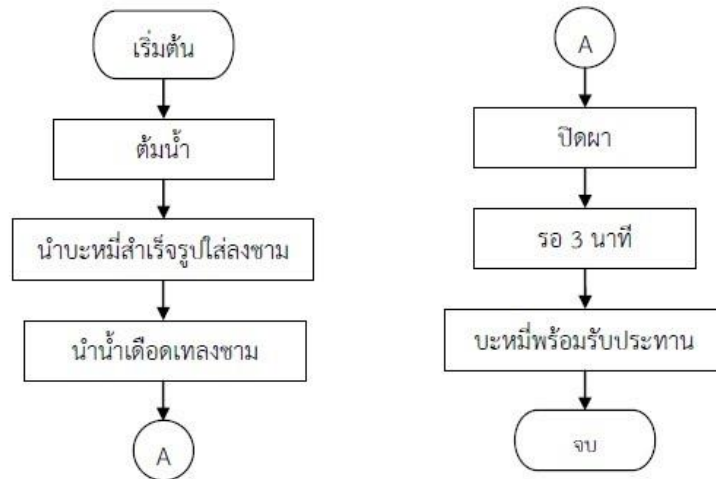 เริ่มต้น
ต้มน้ำ
นำบะหมี่สำเร็จรูปใส่ลงชาม
นำน้ำเดือดเทลงชาม
A
A
ปิดฝา
รอ 3 นาที
บะหมี่พร้อมรับประทาน
จบ